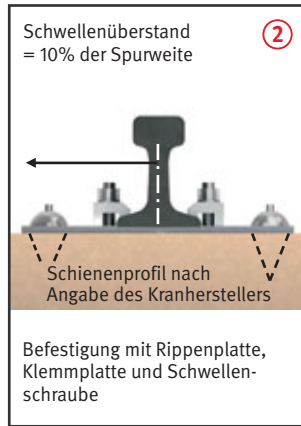 Schwellenüberstand
= 10% der Spurweite
2
Schienenprofil nach
Angabe des Kranherstellers
Befestigung mit Rippenplatte,
Klemmplatte und Schwellen-
schraube